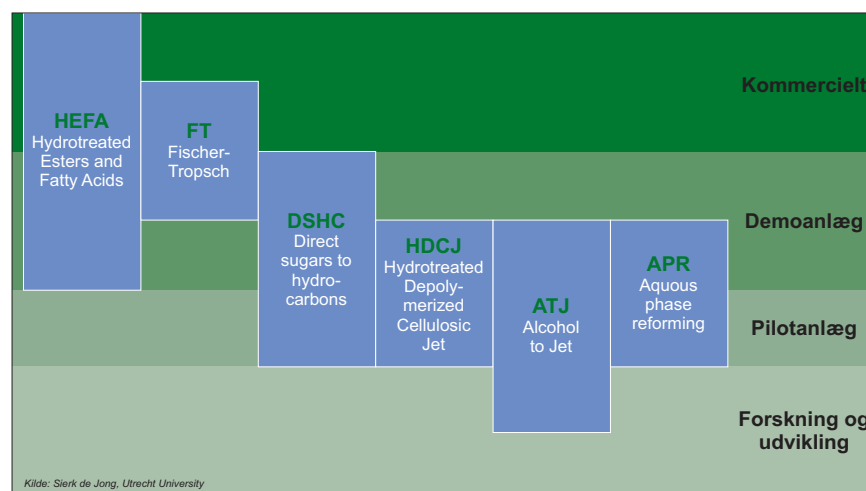 Kommercielt
HEFA
Hydrotreated
Esters and
Fatty Acids
FT
Fischer-
Tropsch
DSHC
Direct
sugars to
hydro-
carbons
HDCJ
Hydrotreated
Depoly-
merized
Cellulosic
Jet
ATJ
Alcohol
to Jet
APR
Aquous
phase
reforming
Demoanlæg
Pilotanlæg
Forskning og
udvikling
Kilde: Sierk de Jong, Utrecht University